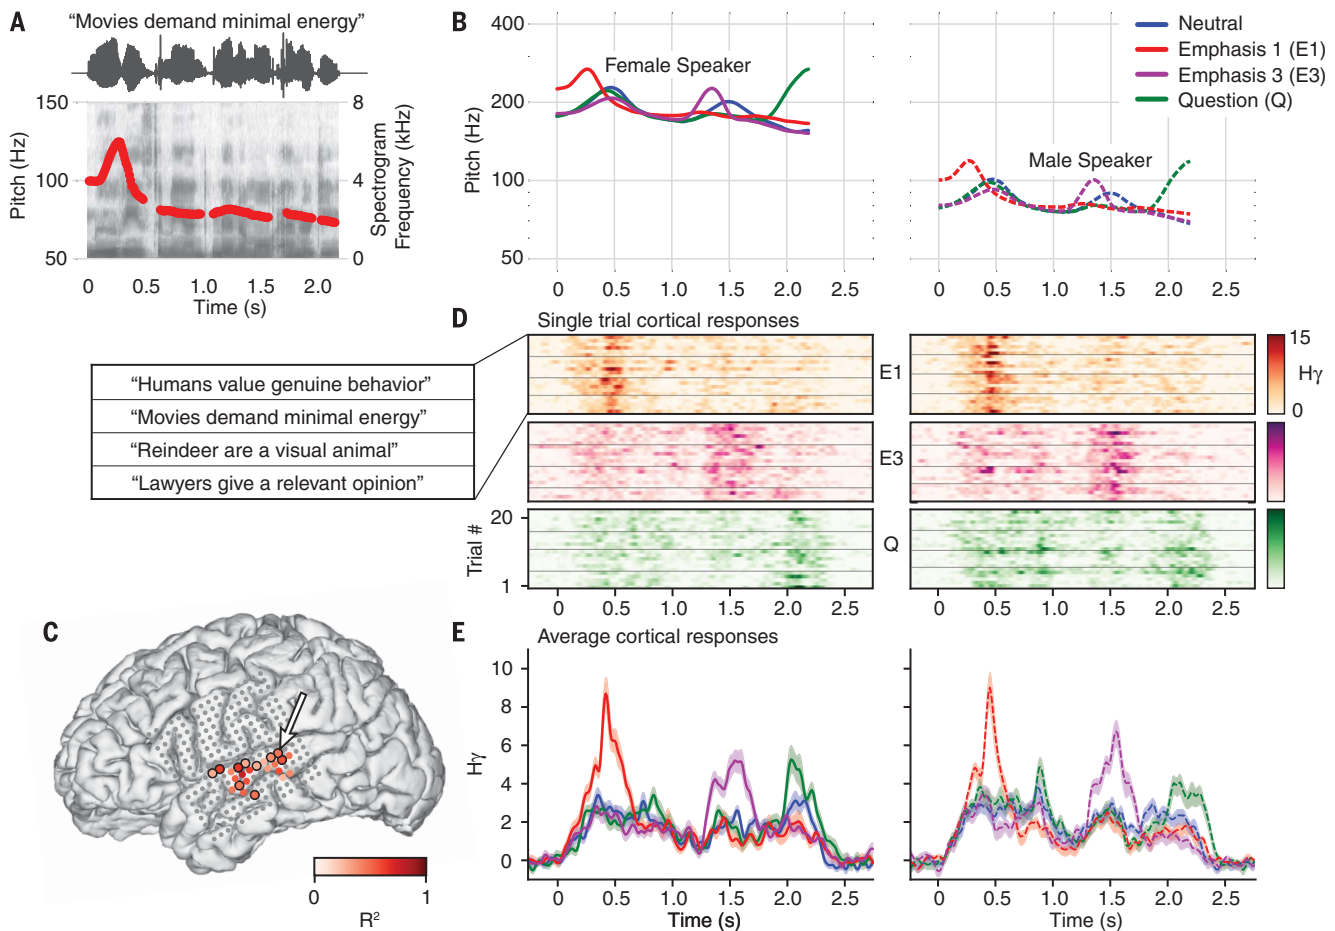 A
“Movies demand minimal energy”
150
100
50
Pitch (Hz)
8
4
0
Spectrogram
Frequency (kHz)
0 0.5 1.0 1.5 2.0
Time (s)
B
400
200
100
50
Pitch (Hz)
Female Speaker
0 0.5 1.0 1.5 2.0 2.5
Male Speaker
0 0.5 1.0 1.5 2.0 2.5
Neutral
Emphasis 1 (E1)
Emphasis 3 (E3)
Question (Q)
“Humans value genuine behavior”
“Movies demand minimal energy”
“Reindeer are a visual animal”
“Lawyers give a relevant opinion”
D
Single trial cortical responses
E1
E3
Q
15
Hγ
0
20
1
Trial #
0 0.5 1.0 1.5 2.0 2.5
0 0.5 1.0 1.5 2.0 2.5
C
0 1
R²
E
Average cortical responses
10
8
6
4
2
0
Hγ
0 0.5 1.0 1.5 2.0 2.5
Time (s)
0 0.5 1.0 1.5 2.0 2.5
Time (s)